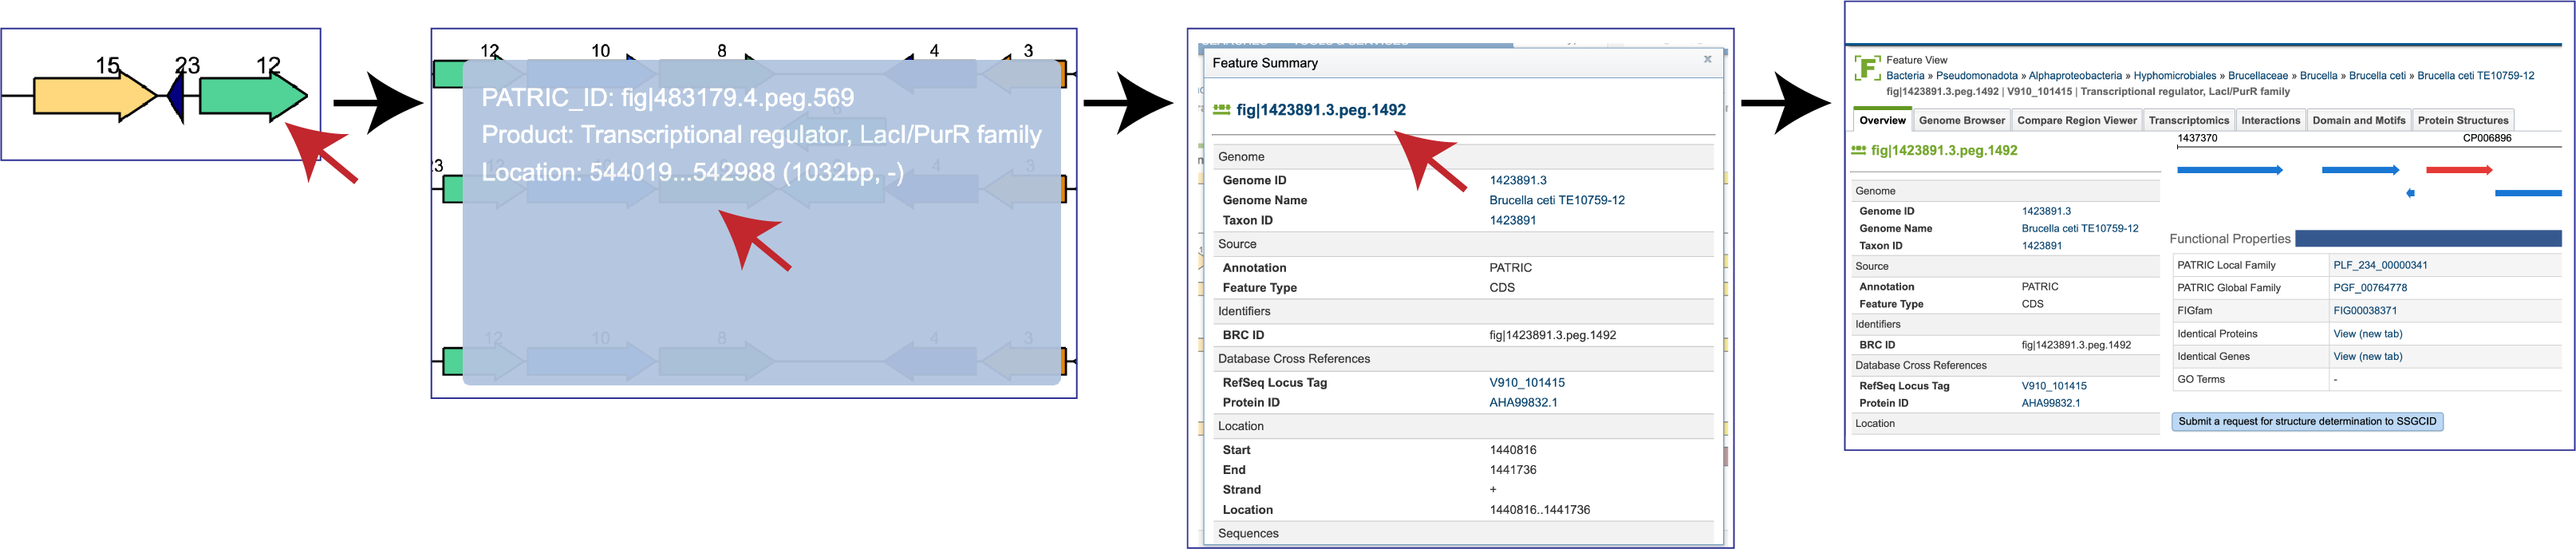 15 23 12
12 10 8 4 3
PATRIC_ID: fig|483179.4.peg.569
Product: Transcriptional regulator, LacI/PurR family
23 3
Location: 544019...542988 (1032bp, -)
12 10 8 4 3
Feature Summary x
fig|1423891.3.peg.1492
Genome
Genome ID 1423891.3
Genome Name Brucella ceti TE10759-12
Taxon ID 1423891
Source
Annotation PATRIC
Feature Type CDS
Identifiers
BRC ID fig|1423891.3.peg.1492
Database Cross References
RefSeq Locus Tag V910_101415
Protein ID AHA99832.1
Location
Start 1440816
End 1441736
Strand +
Location 1440816..1441736
Sequences
F Feature View
Bacteria » Pseudomonadota » Alphaproteobacteria » Hyphomicrobiales » Brucellaceae » Brucella » Brucella ceti » Brucella ceti TE10759-12
fig|1423891.3.peg.1492 | V910_101415 | Transcriptional regulator, LacI/PurR family
Overview Genome Browser Compare Region Viewer Transcriptomics Interactions Domain and Motifs Protein Structures
fig|1423891.3.peg.1492
Genome
Genome ID 1423891.3
Genome Name Brucella ceti TE10759-12
Taxon ID 1423891
Source
Annotation PATRIC
Feature Type CDS
Identifiers
BRC ID fig|1423891.3.peg.1492
Database Cross References
RefSeq Locus Tag V910_101415
Protein ID AHA99832.1
Location
1437370 CP006896
Functional Properties
PATRIC Local Family PLF_234_00000341
PATRIC Global Family PGF_00764778
FIGfam FIG00038371
Identical Proteins View (new tab)
Identical Genes View (new tab)
GO Terms -
Submit a request for structure determination to SSGCID